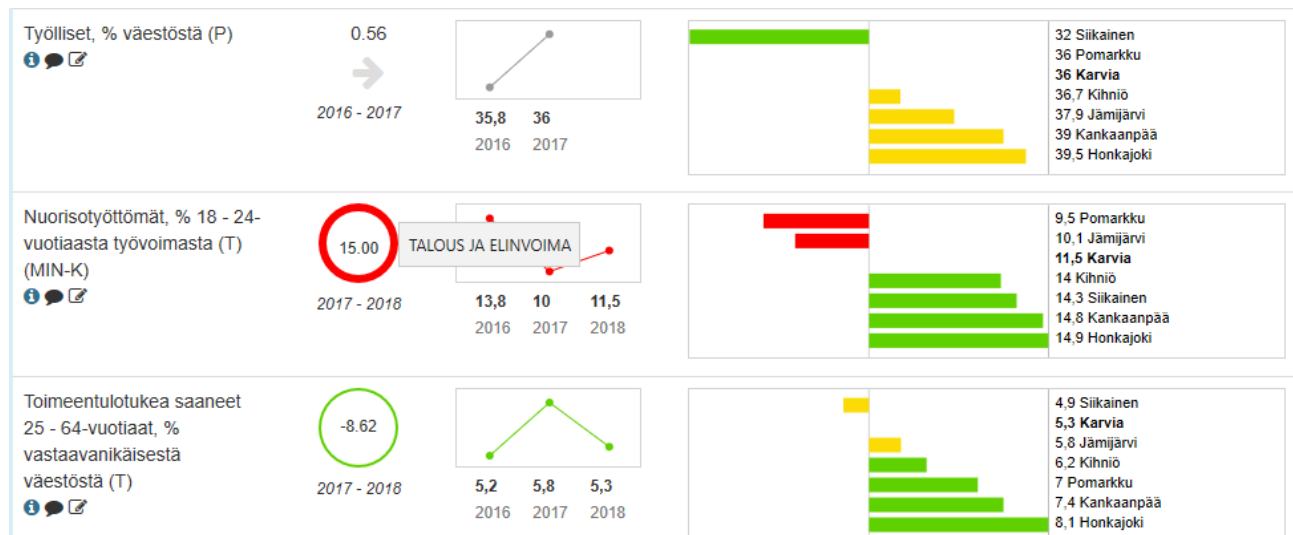 Työlliset, % väestöstä (P)
0.56
2016 - 2017
35,8 36
2016 2017
32 Siikainen
36 Pomarkku
36 Karvia
36,7 Kihniö
37,9 Jämijärvi
39 Kankaanpää
39,5 Honkajoki
Nuorisotyöttömät, % 18 - 24-
vuotiaasta työvoimasta (T)
(MIN-K)
15.00
2017 - 2018
TALOUS JA ELINVOIMA
13,8 10 11,5
2016 2017 2018
9,5 Pomarkku
10,1 Jämijärvi
11,5 Karvia
14 Kihniö
14,3 Siikainen
14,8 Kankaanpää
14,9 Honkajoki
Toimeentulotukea saaneet
25 - 64-vuotiaat, %
vastaavanikäisestä
väestöstä (T)
-8.62
2017 - 2018
5,2 5,8 5,3
2016 2017 2018
4,9 Siikainen
5,3 Karvia
5,8 Jämijärvi
6,2 Kihniö
7 Pomarkku
7,4 Kankaanpää
8,1 Honkajoki